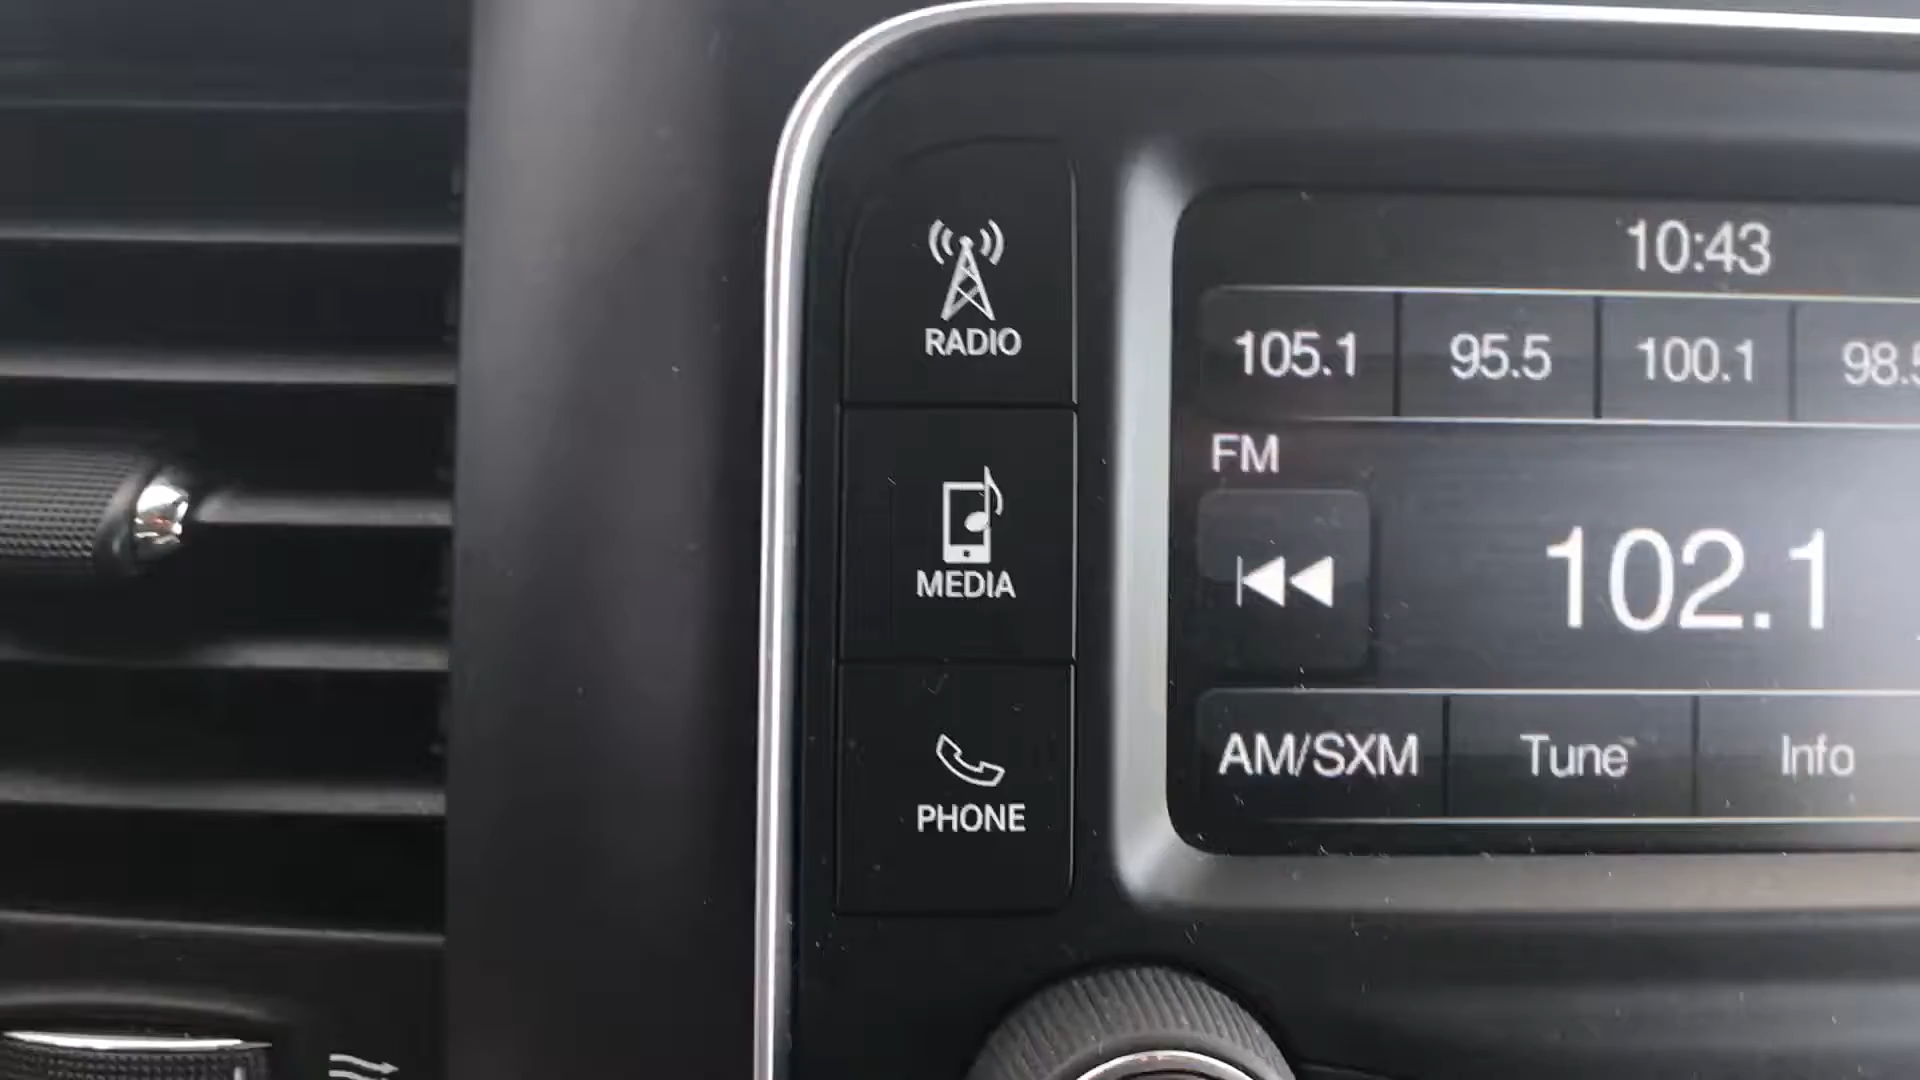 RADIO
MEDIA
PHONE
10:43
105.1 95.5 100.1 98.5
FM
102.1
AM/SXM Tune Info